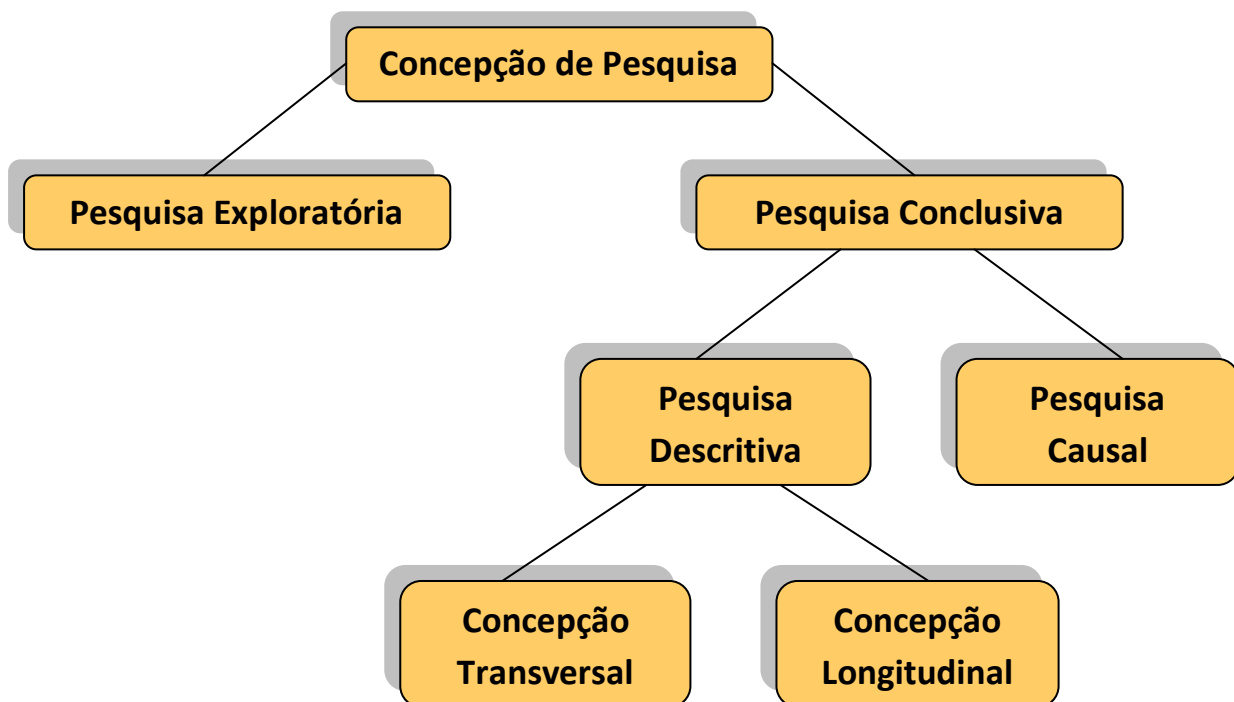 Concepção de Pesquisa
Pesquisa Exploratória
Pesquisa Conclusiva
Pesquisa
Descritiva
Pesquisa
Causal
Concepção
Transversal
Concepção
Longitudinal